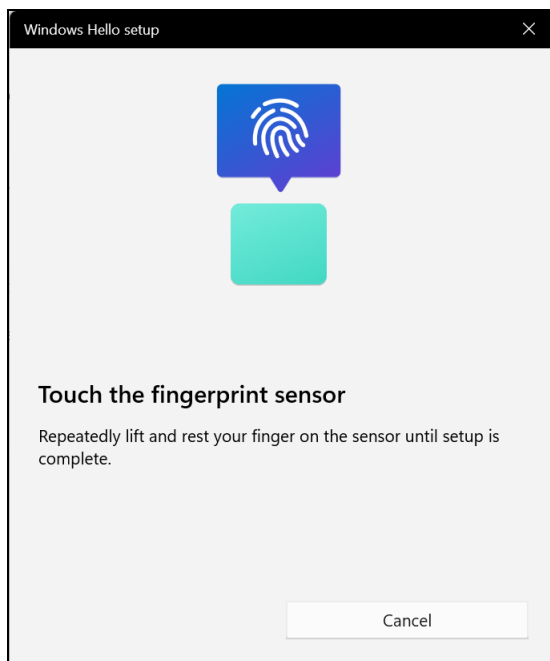 Windows Hello setup
Touch the fingerprint sensor
Repeatedly lift and rest your finger on the sensor until setup is
complete.
Cancel